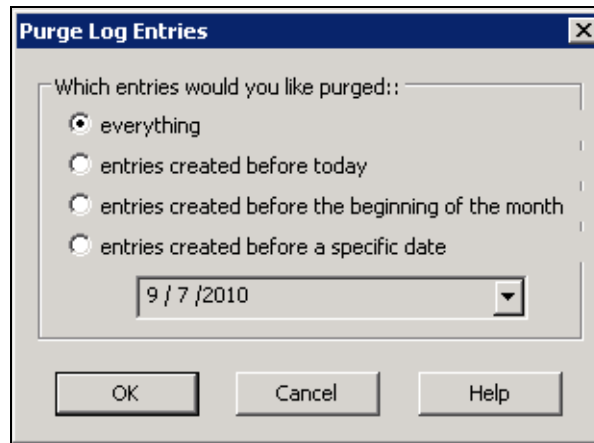 Purge Log Entries
Which entries would you like purged::
everything
entries created before today
entries created before the beginning of the month
entries created before a specific date
9 / 7 /2010
OK Cancel Help